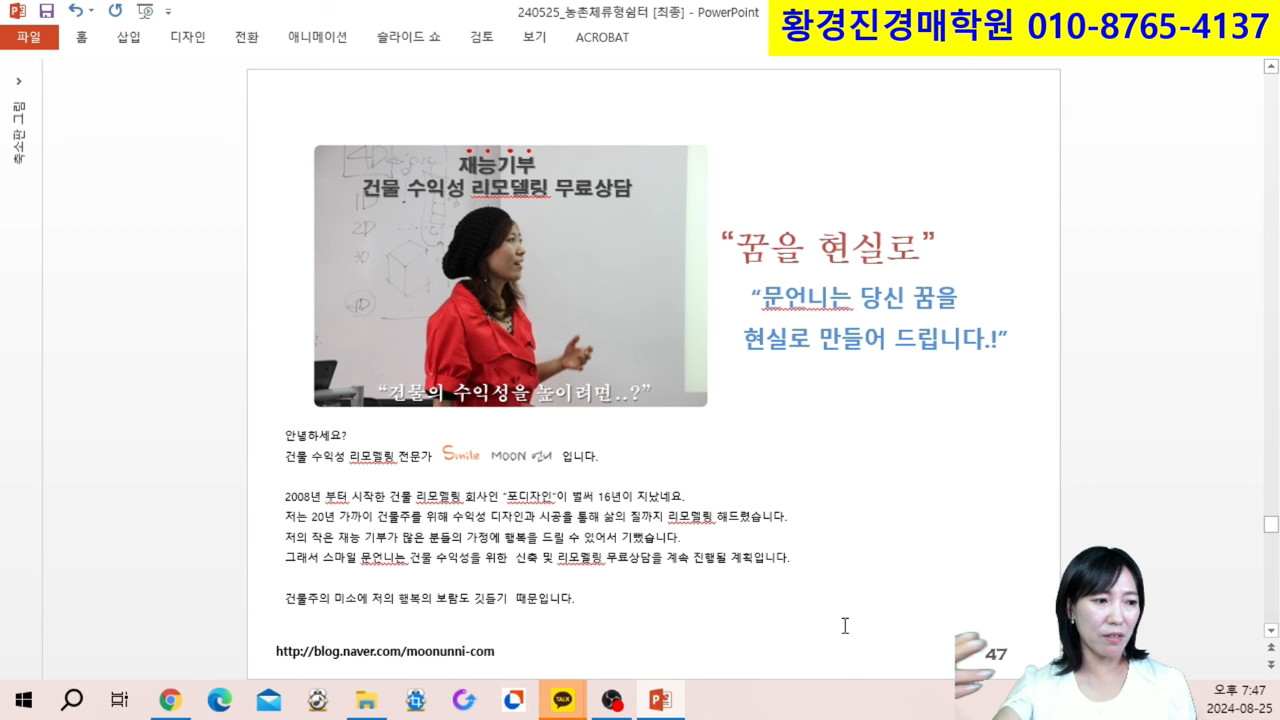 240525_농촌체류형쉼터 [최종] - PowerPoint
황경진경매학원 010-8765-4137
파일 홈 삽입 디자인 전환 애니메이션 슬라이드 쇼 검토 보기 ACROBAT
축소판 그림
재능기부
건물 수익성 리모델링 무료상담
4D
1D
2D
3D
“건물의 수익성을 높이려면..?”
“꿈을 현실로”
“문언니는 당신 꿈을
현실로 만들어 드립니다.!”
안녕하세요?
건물 수익성 리모델링 전문가 Smile MOON 언니 입니다.
2008년 부터 시작한 건물 리모델링 회사인 “포디자인”이 벌써 16년이 지났네요.
저는 20년 가까이 건물주를 위해 수익성 디자인과 시공을 통해 삶의 질까지 리모델링 해드렸습니다.
저의 작은 재능 기부가 많은 분들의 가정에 행복을 드릴 수 있어서 기뻤습니다.
그래서 스마일 문언니는 건물 수익성을 위한 신축 및 리모델링 무료상담을 계속 진행될 계획입니다.
건물주의 미소에 저의 행복의 보람도 깃들기 때문입니다.
http://blog.naver.com/moonunni-com
47
TALK
오후 7:47
2024-08-25